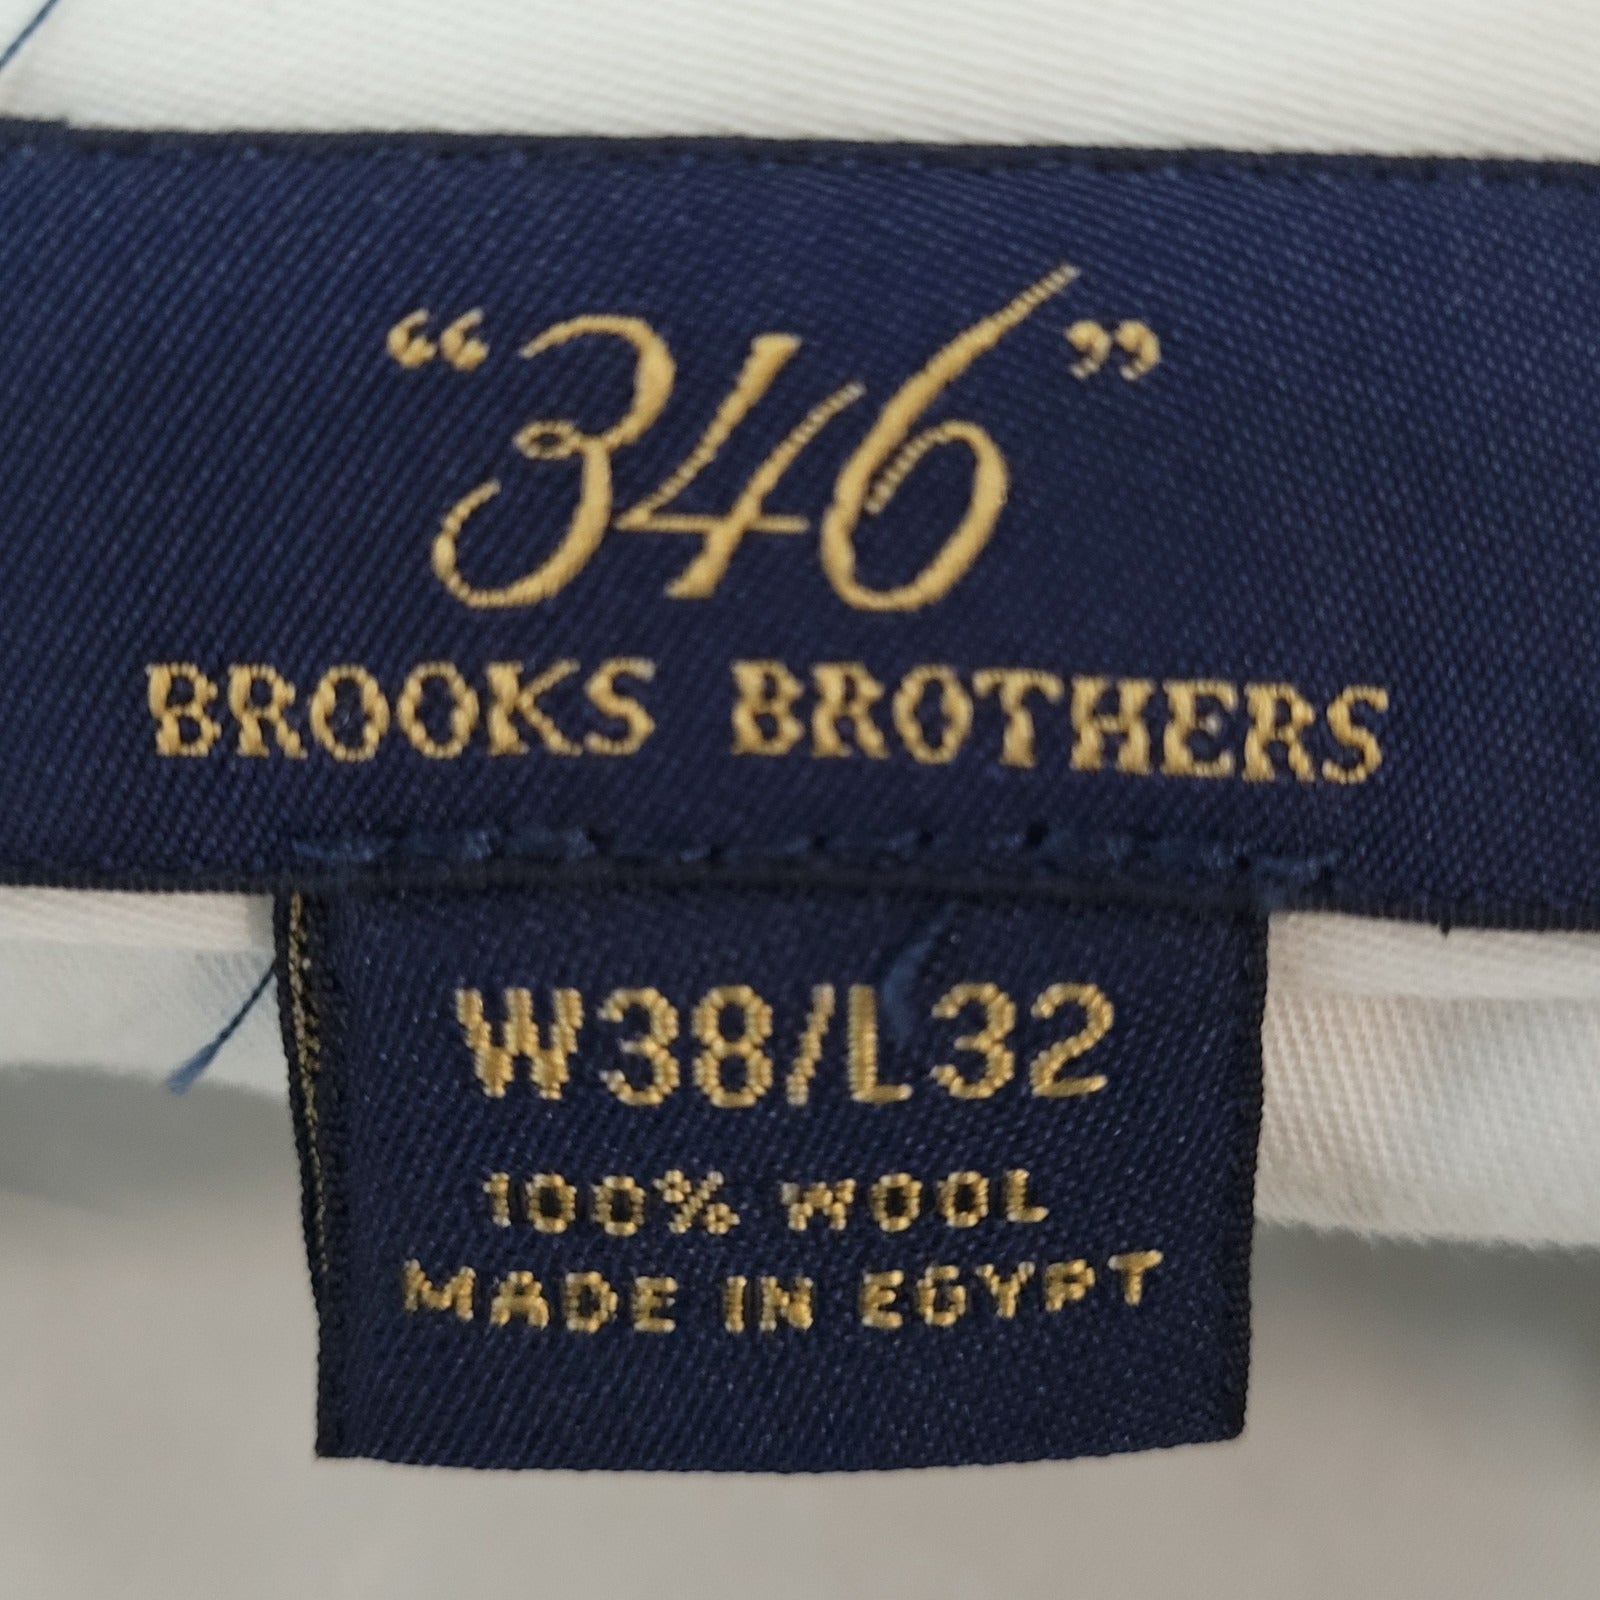 “346”
BROOKS BROTHERS
W38/L32
100% WOOL
MADE IN EGYPT